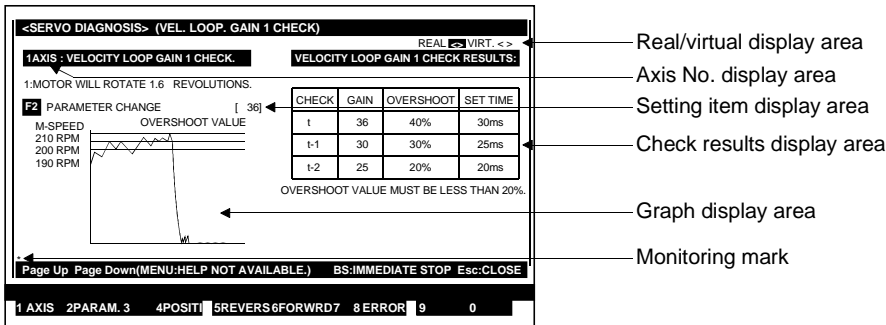 <SERVO DIAGNOSIS> (VEL. LOOP. GAIN 1 CHECK)
REAL <> VIRT. < >
1AXIS : VELOCITY LOOP GAIN 1 CHECK.
VELOCITY LOOP GAIN 1 CHECK RESULTS:
1:MOTOR WILL ROTATE 1.6 REVOLUTIONS.
F2 PARAMETER CHANGE [ 36]
M-SPEED OVERSHOOT VALUE
210 RPM
200 RPM
190 RPM
CHECK GAIN OVERSHOOT SET TIME
t 36 40% 30ms
t-1 30 30% 25ms
t-2 25 20% 20ms
OVERSHOOT VALUE MUST BE LESS THAN 20%.
*
Page Up Page Down(MENU:HELP NOT AVAILABLE.) BS:IMMEDIATE STOP Esc:CLOSE
1 AXIS 2PARAM. 3 4POSITI 5REVERS 6FORWRD7 8 ERROR 9 0
Real/virtual display area
Axis No. display area
Setting item display area
Check results display area
Graph display area
Monitoring mark